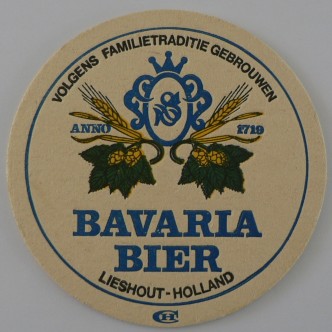 VOLGENS FAMILIETRADITIE GEBROUWEN
ANNO 1719
BAVARIA
BIER
LIESHOUT-HOLLAND